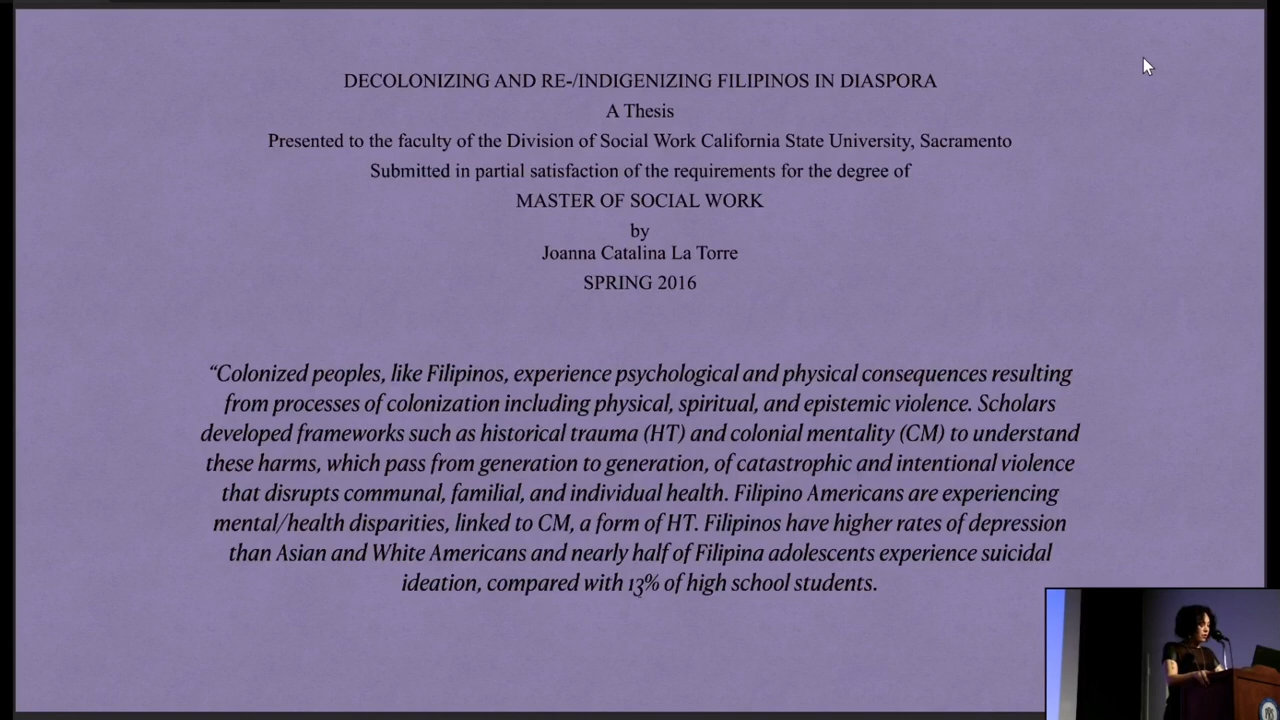 DECOLONIZING AND RE-/INDIGENIZING FILIPINOS IN DIASPORA
A Thesis
Presented to the faculty of the Division of Social Work California State University, Sacramento
Submitted in partial satisfaction of the requirements for the degree of
MASTER OF SOCIAL WORK
by
Joanna Catalina La Torre
SPRING 2016
“Colonized peoples, like Filipinos, experience psychological and physical consequences resulting
from processes of colonization including physical, spiritual, and epistemic violence. Scholars
developed frameworks such as historical trauma (HT) and colonial mentality (CM) to understand
these harms, which pass from generation to generation, of catastrophic and intentional violence
that disrupts communal, familial, and individual health. Filipino Americans are experiencing
mental/health disparities, linked to CM, a form of HT. Filipinos have higher rates of depression
than Asian and White Americans and nearly half of Filipina adolescents experience suicidal
ideation, compared with 13% of high school students.